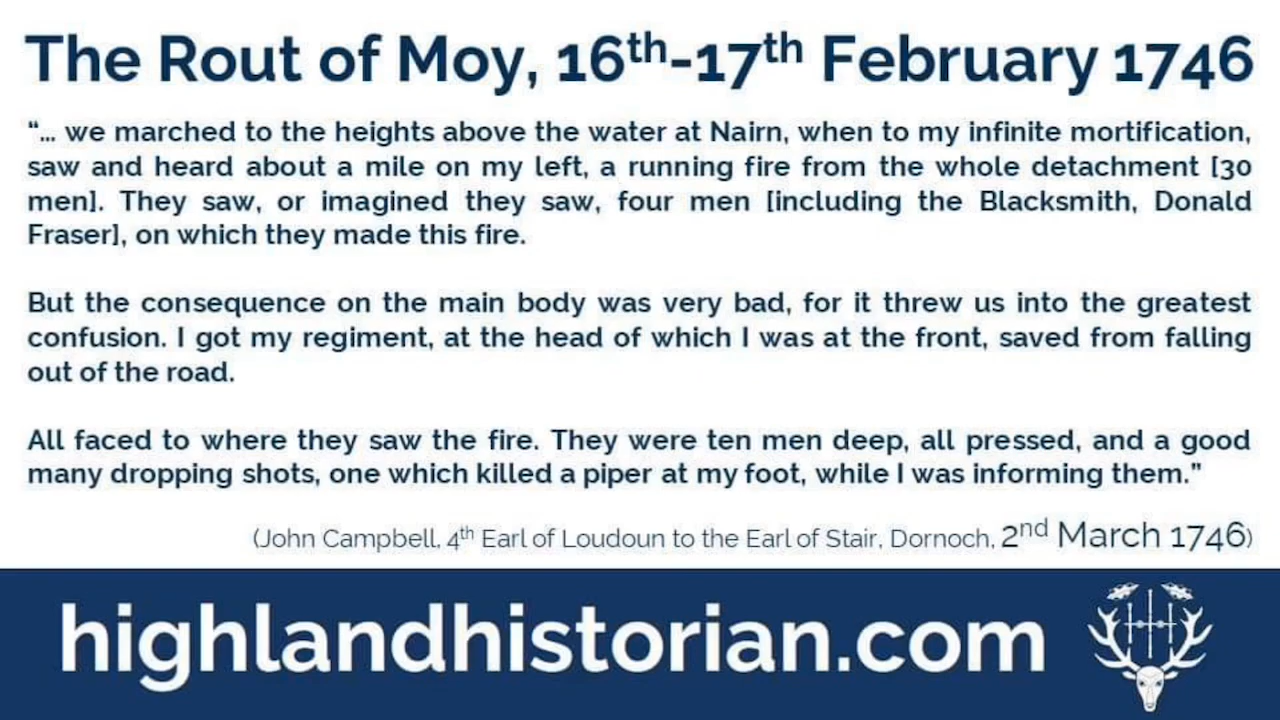 The Rout of Moy, 16th-17th February 1746
“… we marched to the heights above the water at Nairn, when to my infinite mortification,
saw and heard about a mile on my left, a running fire from the whole detachment [30
men]. They saw, or imagined they saw, four men [including the Blacksmith, Donald
Fraser], on which they made this fire.
But the consequence on the main body was very bad, for it threw us into the greatest
confusion. I got my regiment, at the head of which I was at the front, saved from falling
out of the road.
All faced to where they saw the fire. They were ten men deep, all pressed, and a good
many dropping shots, one which killed a piper at my foot, while I was informing them.”
(John Campbell, 4th Earl of Loudoun to the Earl of Stair, Dornoch, 2nd March 1746)
highlandhistorian.com